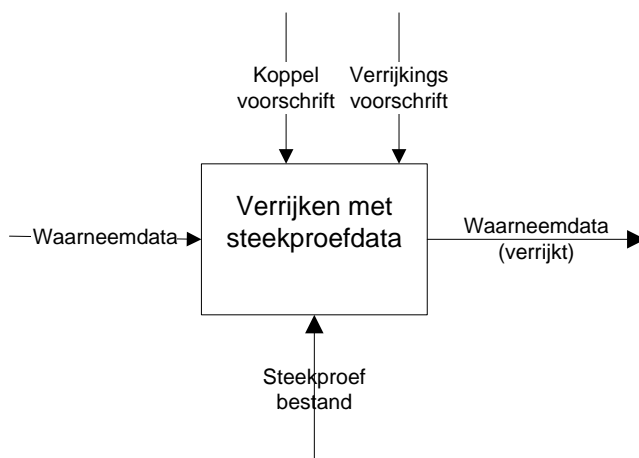 Koppel
voorschrift
Verrijkings
voorschrift
Verrijken met
steekproefdata
Waarneemdata
Waarneemdata
(verrijkt)
Steekproef
bestand